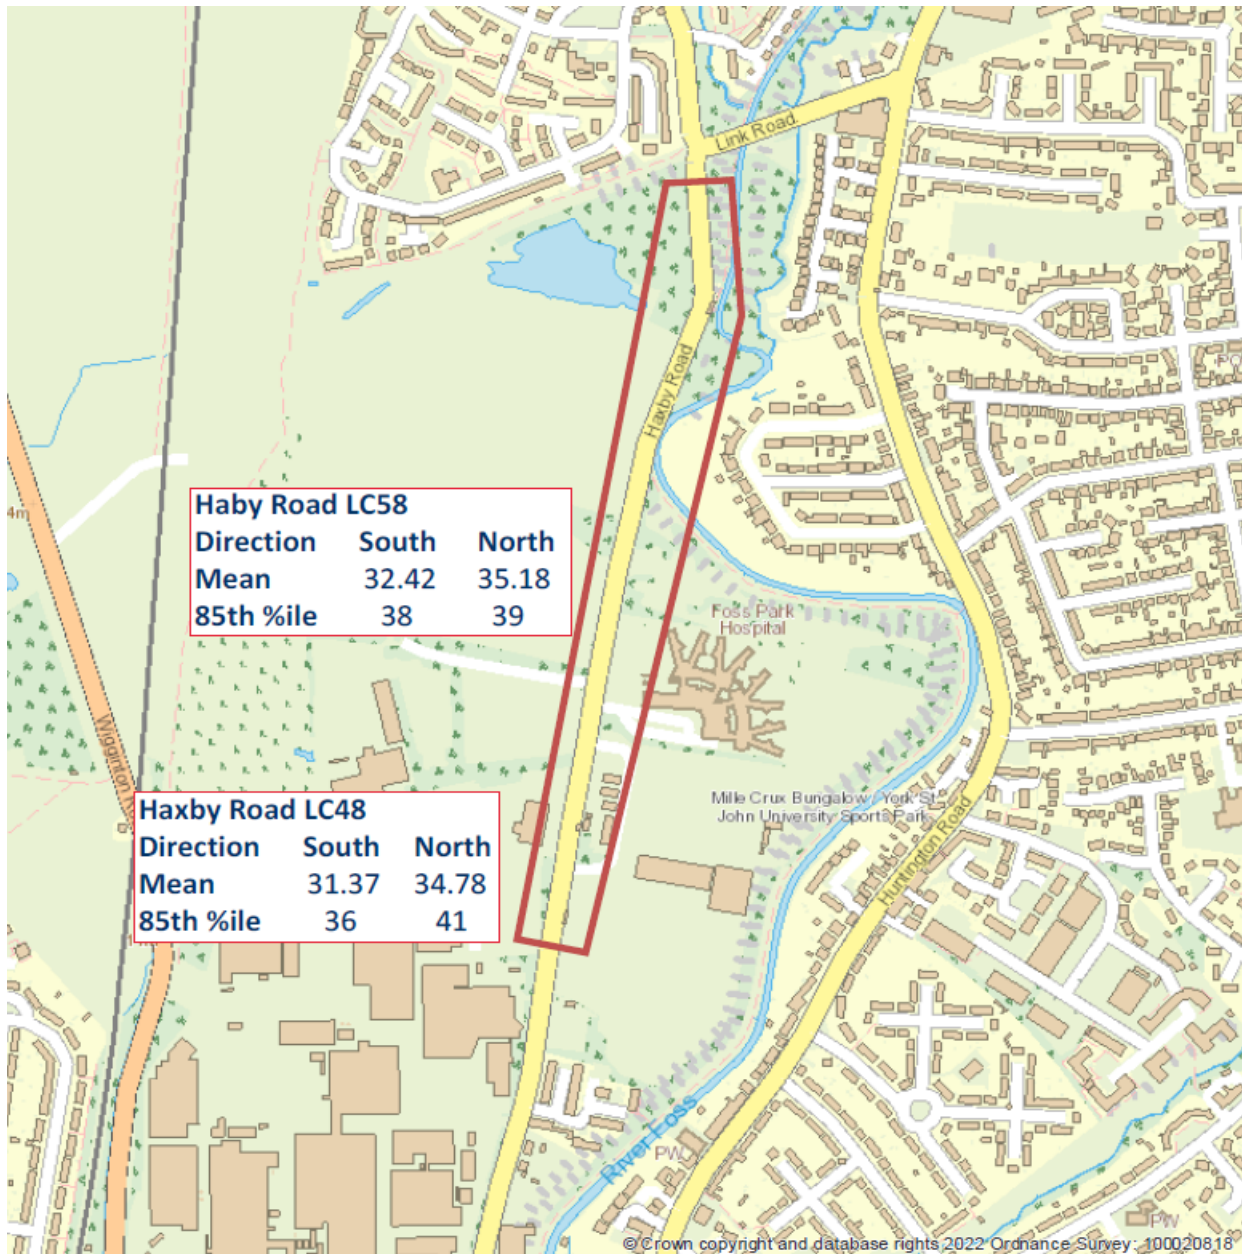 Link Road
Haxby Road
4m
Haby Road LC58
Direction South North
Mean 32.42 35.18
85th %ile 38 39
Foss Park
Hospital
Wigginton
Haxby Road LC48
Direction South North
Mean 31.37 34.78
85th %ile 36 41
Mille Crux Bungalow / York St
John University Sports Park
Huntington Road
River Foss
PW
PW
© Crown copyright and database rights 2022 Ordnance Survey: 100020818